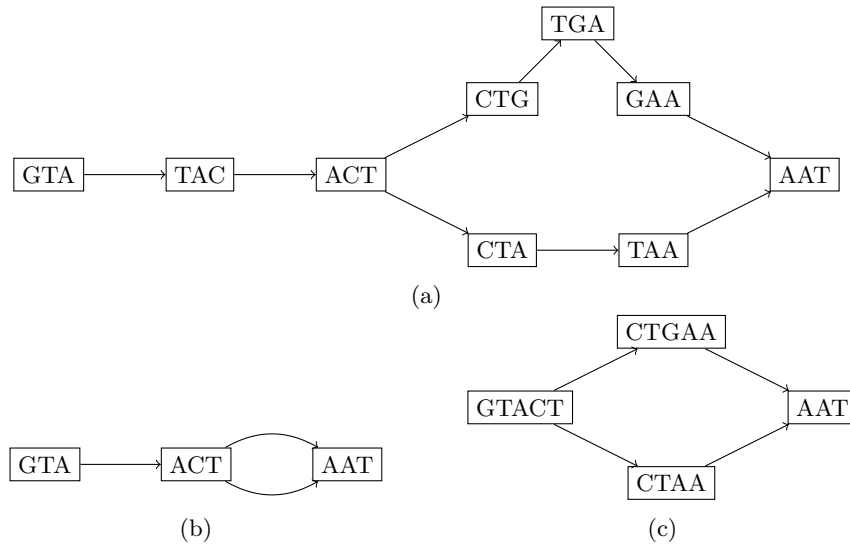 TGA
CTG GAA
GTA TAC ACT AAT
CTA TAA
(a)
CTGAA
GTACT AAT
GTA ACT AAT
CTAA
(b) (c)